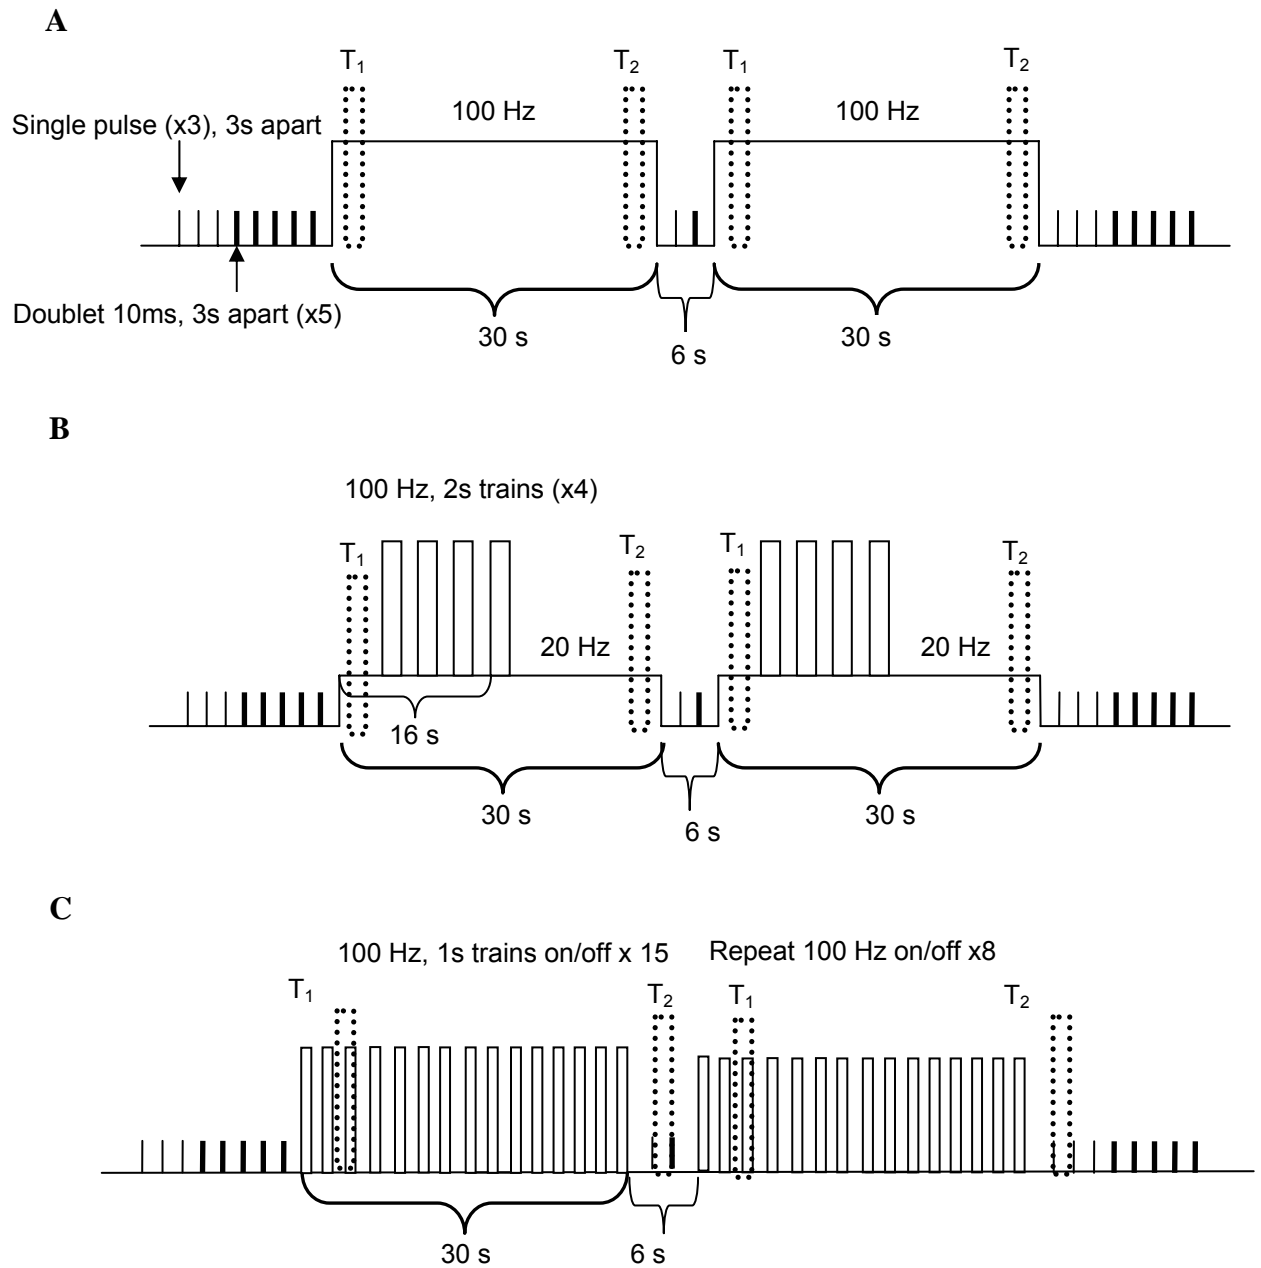 A
T1
T2
T1
T2
100 Hz
100 Hz
Single pulse (x3), 3s apart
Doublet 10ms, 3s apart (x5)
30 s
6 s
30 s
B
100 Hz, 2s trains (x4)
T1
T2
T1
T2
20 Hz
20 Hz
16 s
30 s
6 s
30 s
C
100 Hz, 1s trains on/off x 15
Repeat 100 Hz on/off x8
T1
T2
T1
T2
30 s
6 s